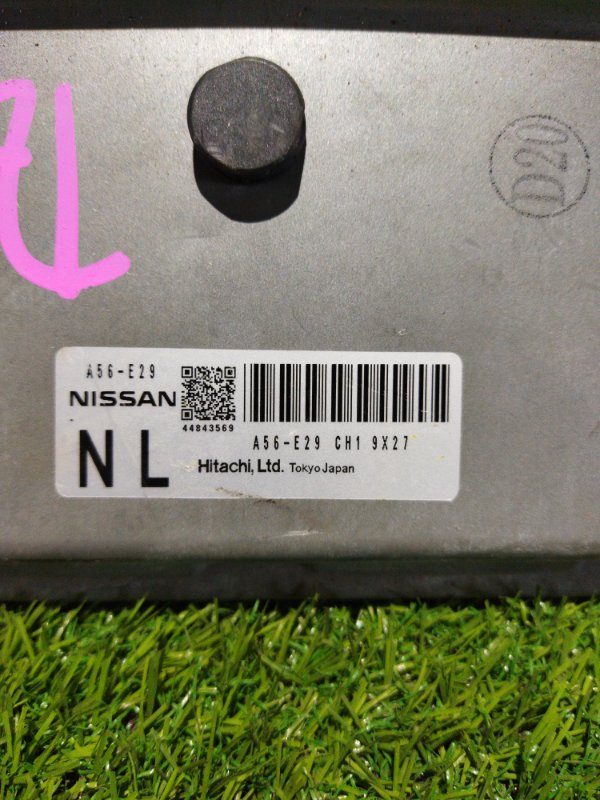 D20
A56-E29
NISSAN
44843569
NL
A56-E29 CH1 9X27
Hitachi, Ltd. Tokyo Japan